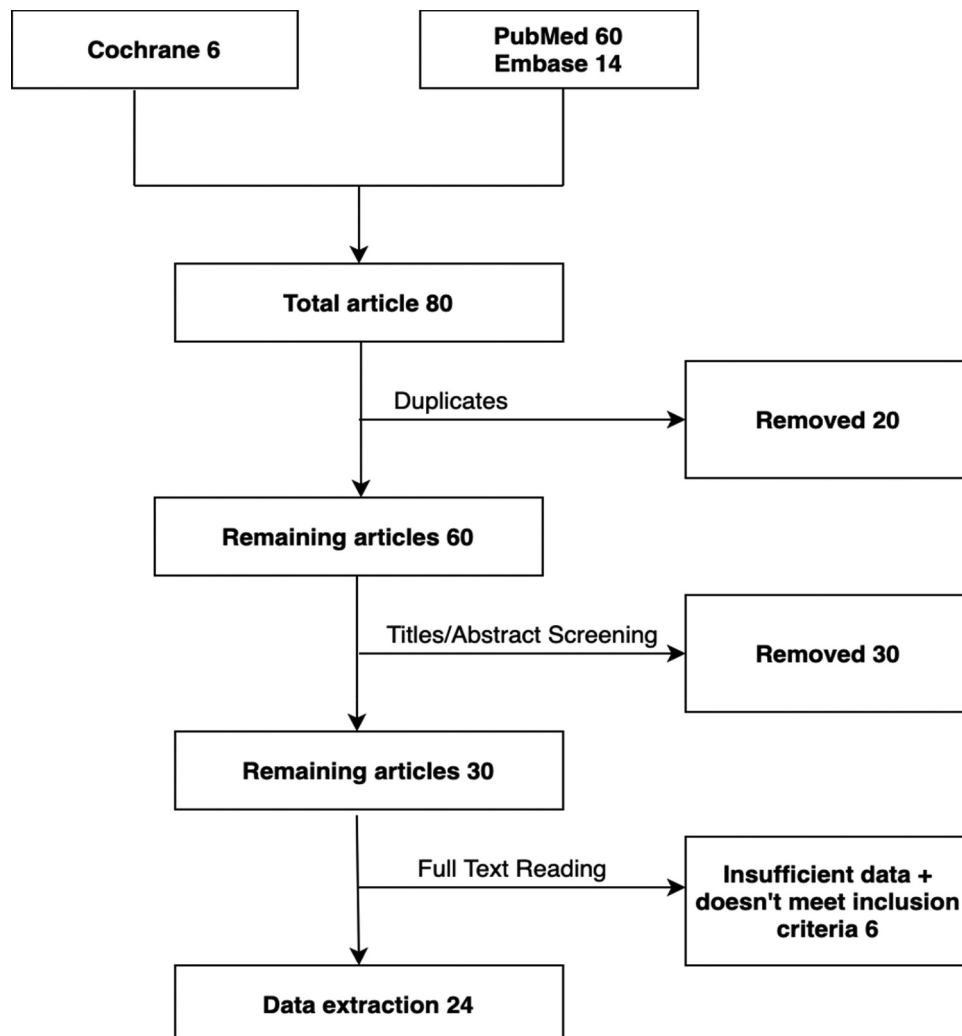 Cochrane 6
PubMed 60
Embase 14
Total article 80
Duplicates
Removed 20
Remaining articles 60
Titles/Abstract Screening
Removed 30
Remaining articles 30
Full Text Reading
Insufficient data +
doesn't meet inclusion
criteria 6
Data extraction 24